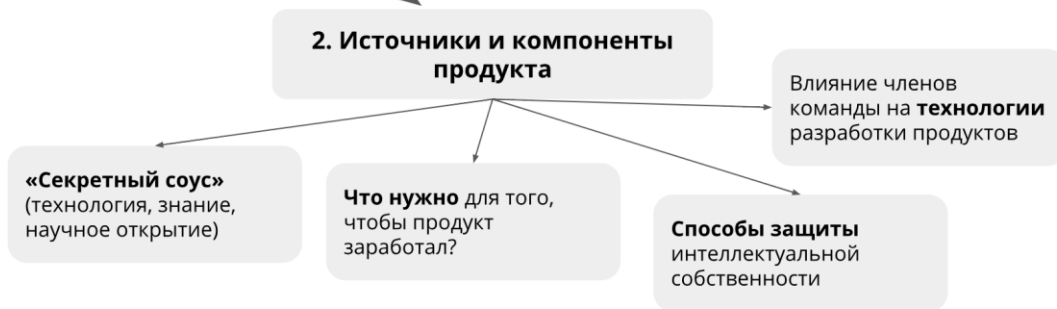 2. Источники и компоненты
продукта
Влияние членов
команды на технологии
разработки продуктов
«Секретный соус»
(технология, знание,
научное открытие)
Что нужно для того,
чтобы продукт
заработал?
Способы защиты
интеллектуальной
собственности